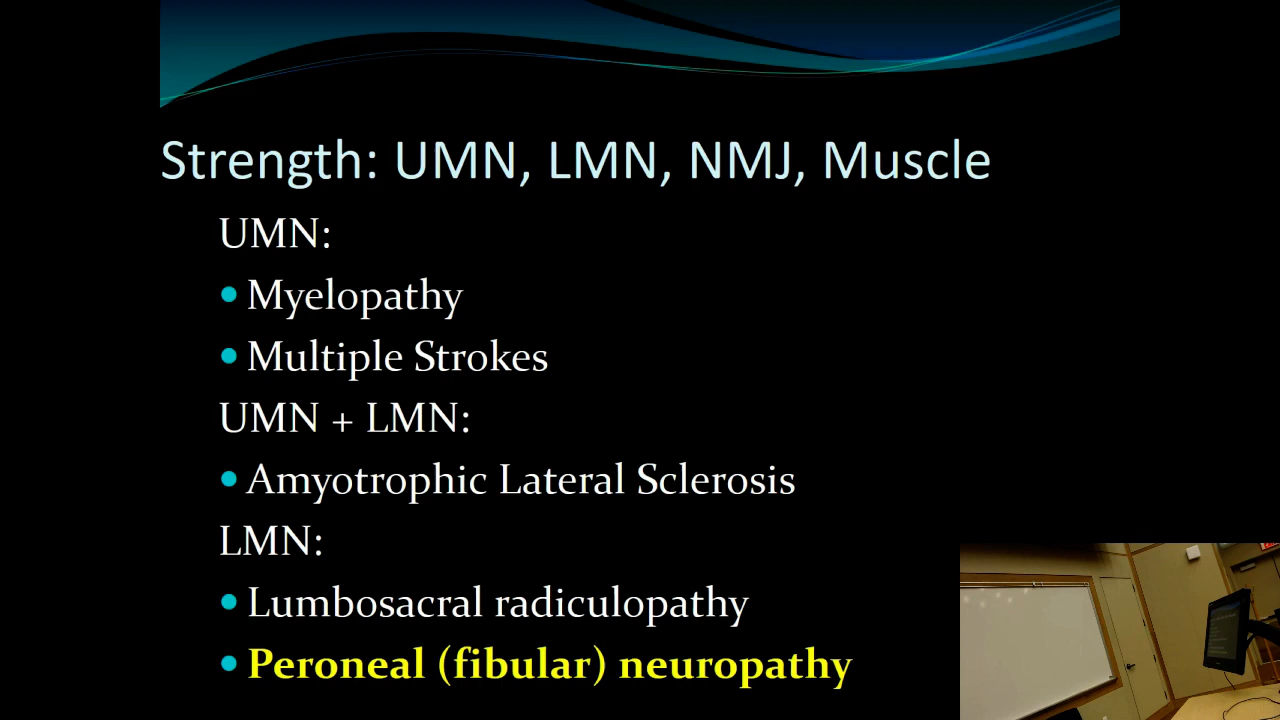 Strength: UMN, LMN, NMJ, Muscle
UMN:
• Myelopathy
• Multiple Strokes
UMN + LMN:
• Amyotrophic Lateral Sclerosis
LMN:
• Lumbosacral radiculopathy
• Peroneal (fibular) neuropathy